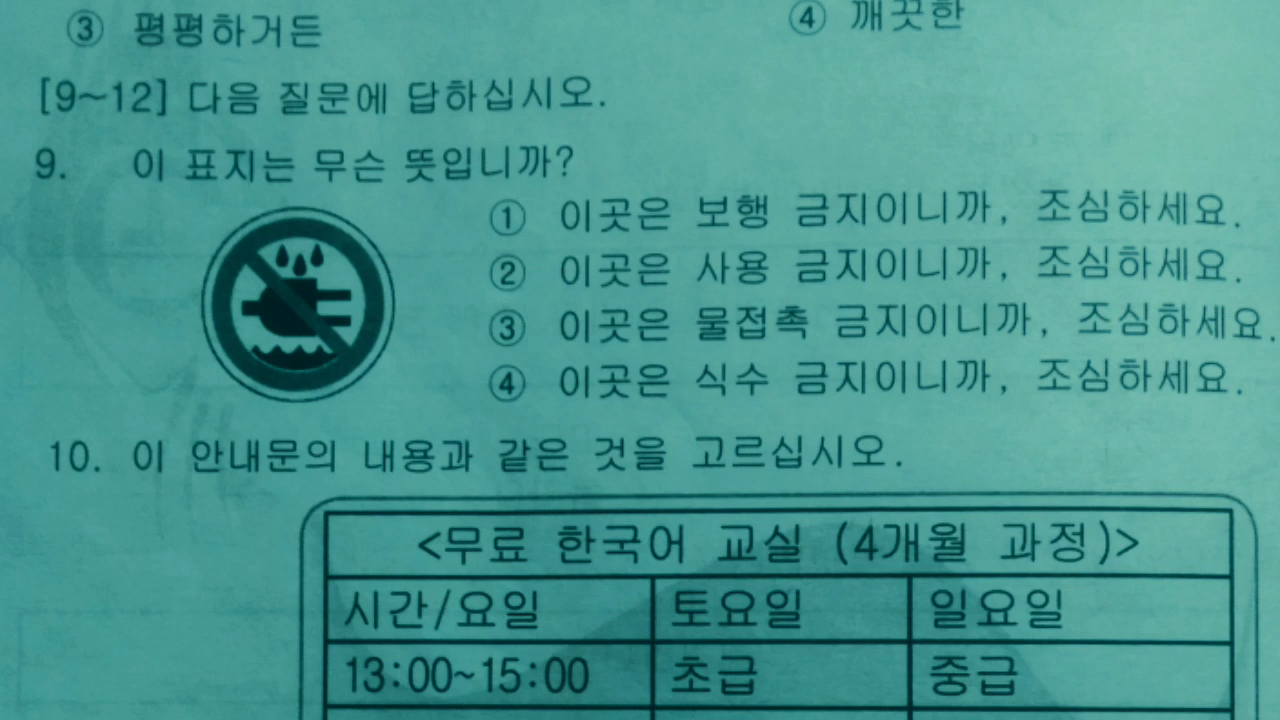 ③ 평평하거든 ④ 깨끗한
[9~12] 다음 질문에 답하십시오.
9. 이 표지는 무슨 뜻입니까?
① 이곳은 보행 금지이니까, 조심하세요.
② 이곳은 사용 금지이니까, 조심하세요.
③ 이곳은 물접촉 금지이니까, 조심하세요.
④ 이곳은 식수 금지이니까, 조심하세요.
10. 이 안내문의 내용과 같은 것을 고르십시오.
<무료 한국어 교실 (4개월 과정)>
시간/요일 토요일 일요일
13:00~15:00 초급 중급